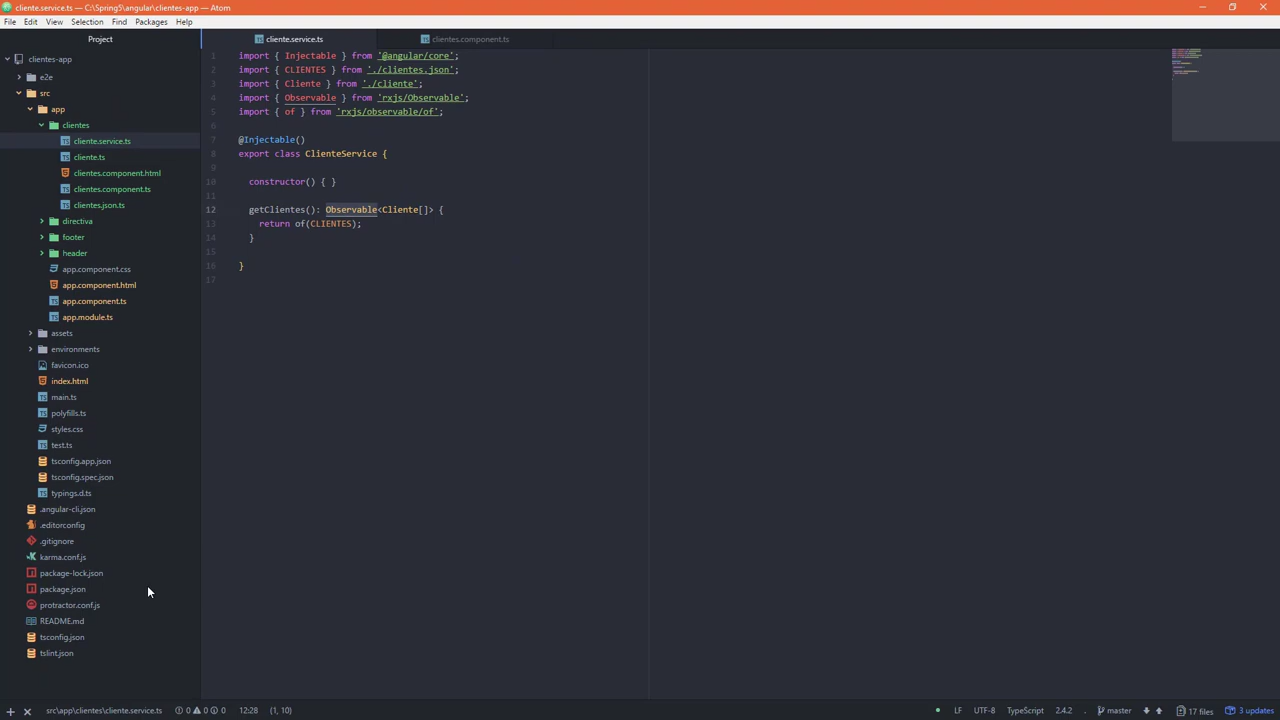 cliente.service.ts — C:\Spring5\angular\clientes-app — Atom
File Edit View Selection Find Packages Help
Project
clientes-app
e2e
src
app
clientes
cliente.service.ts
cliente.ts
clientes.component.html
clientes.component.ts
clientes.json.ts
directiva
footer
header
app.component.css
app.component.html
app.component.ts
app.module.ts
assets
environments
favicon.ico
index.html
main.ts
polyfills.ts
styles.css
test.ts
tsconfig.app.json
tsconfig.spec.json
typings.d.ts
.angular-cli.json
.editorconfig
.gitignore
karma.conf.js
package-lock.json
package.json
protractor.conf.js
README.md
tsconfig.json
tslint.json
cliente.service.ts clientes.component.ts
1 import { Injectable } from '@angular/core';
2 import { CLIENTES } from './clientes.json';
3 import { Cliente } from './cliente';
4 import { Observable } from 'rxjs/Observable';
5 import { of } from 'rxjs/observable/of';
6
7 @Injectable()
8 export class ClienteService {
9
10 constructor() { }
11
12 getClientes(): Observable<Cliente[]> {
13 return of(CLIENTES);
14 }
15
16 }
17
src\app\clientes\cliente.service.ts 0 0 0 12:28 (1, 10) LF UTF-8 TypeScript 2.4.2 master 17 files 3 updates